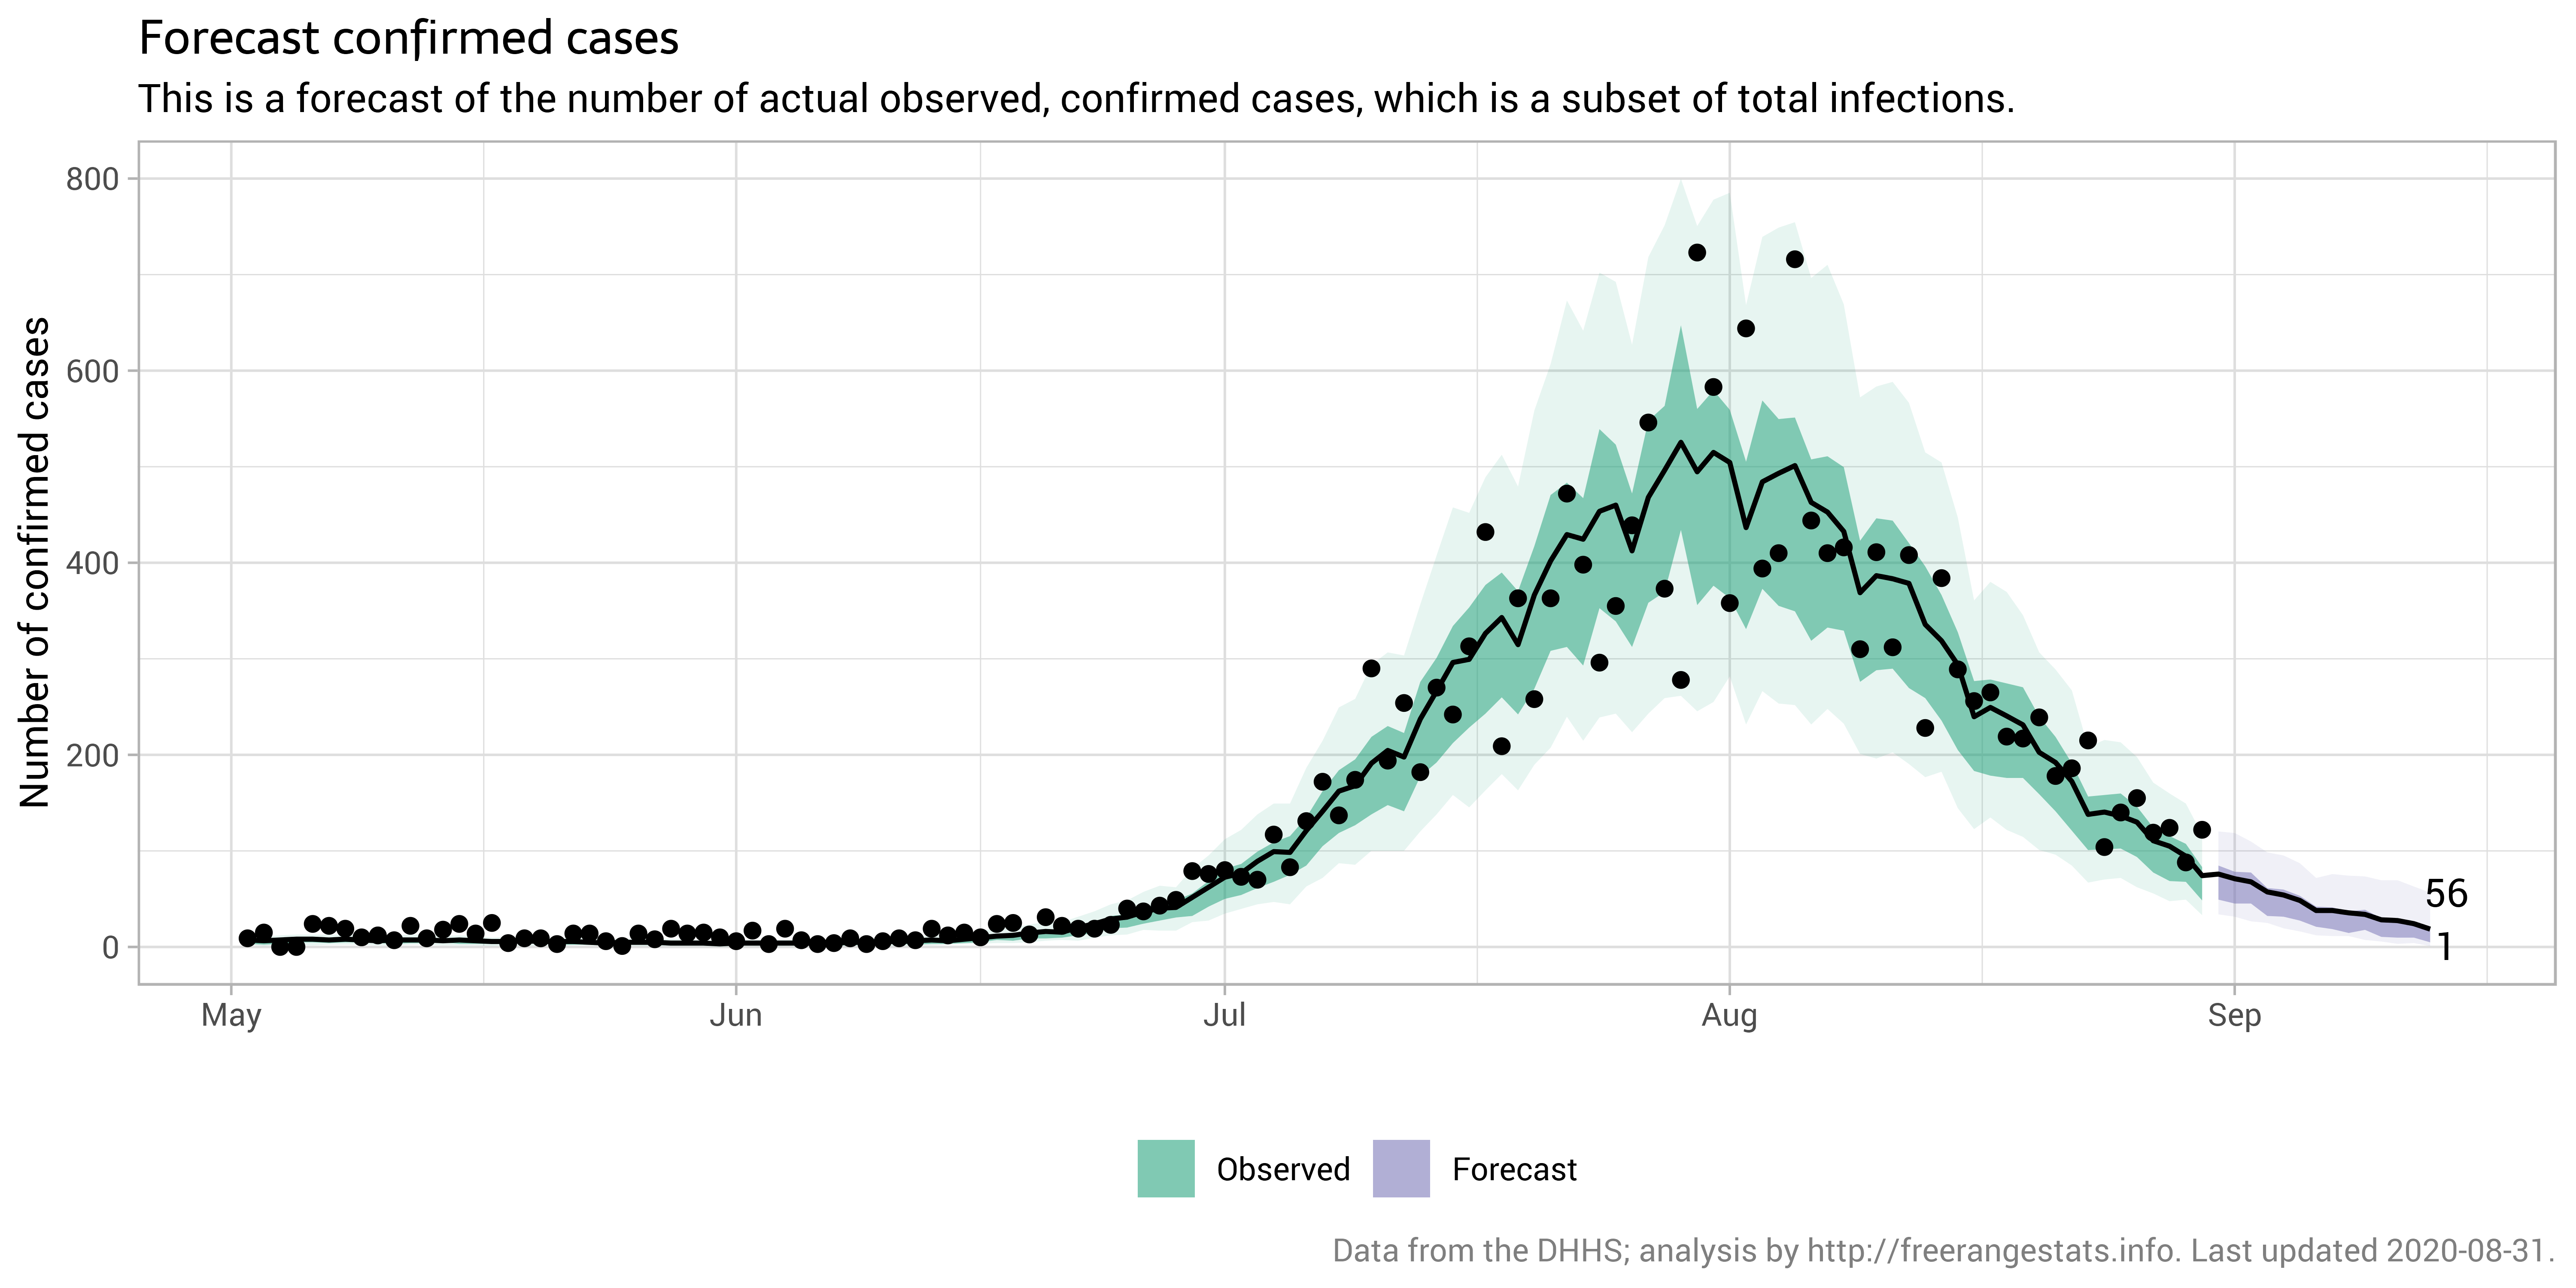 Forecast confirmed cases
This is a forecast of the number of actual observed, confirmed cases, which is a subset of total infections.
Number of confirmed cases
800
600
400
200
0
56
1
May Jun Jul Aug Sep
Observed Forecast
Data from the DHHS; analysis by http://freerangestats.info. Last updated 2020-08-31.